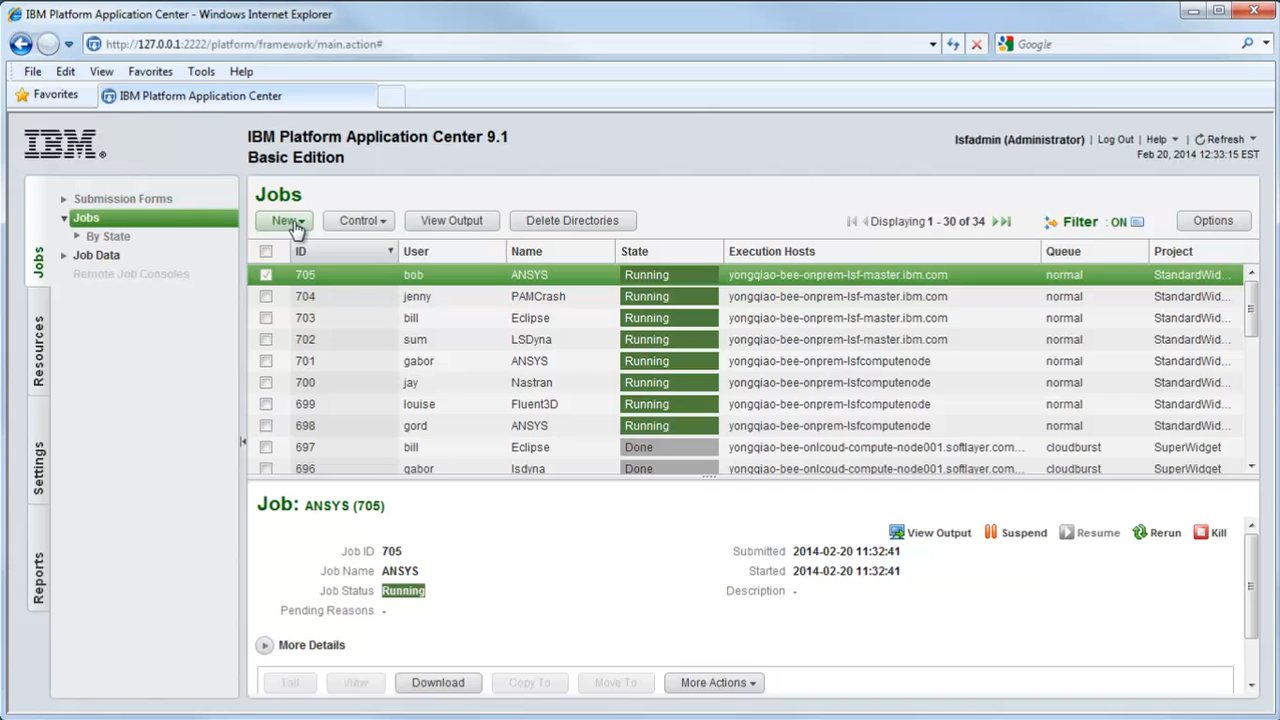 IBM Platform Application Center - Windows Internet Explorer
http://127.0.0.1:2222/platform/framework/main.action#
Google
File Edit View Favorites Tools Help
Favorites IBM Platform Application Center
IBM
IBM Platform Application Center 9.1
Basic Edition
lsfadmin (Administrator) | Log Out | Help | Refresh
Feb 20, 2014 12:33:15 EST
Jobs
Resources
Settings
Reports
Submission Forms
Jobs
By State
Job Data
Remote Job Consoles
Jobs
New Control View Output Delete Directories Displaying 1 - 30 of 34 Filter : ON Options
ID User Name State Execution Hosts Queue Project
705 bob ANSYS Running yongqiao-bee-onprem-lsf-master.ibm.com normal StandardWid...
704 jenny PAMCrash Running yongqiao-bee-onprem-lsf-master.ibm.com normal StandardWid...
703 bill Eclipse Running yongqiao-bee-onprem-lsf-master.ibm.com normal StandardWid...
702 sum LSDyna Running yongqiao-bee-onprem-lsf-master.ibm.com normal StandardWid...
701 gabor ANSYS Running yongqiao-bee-onprem-lsfcomputenode normal StandardWid...
700 jay Nastran Running yongqiao-bee-onprem-lsfcomputenode normal StandardWid...
699 louise Fluent3D Running yongqiao-bee-onprem-lsfcomputenode normal StandardWid...
698 gord ANSYS Running yongqiao-bee-onprem-lsfcomputenode normal StandardWid...
697 bill Eclipse Done yongqiao-bee-onlcoud-compute-node001.softlayer.com... cloudburst SuperWidget
696 gabor lsdyna Done yongqiao-bee-onlcoud-compute-node001.softlayer.com... cloudburst SuperWidget
Job: ANSYS (705)
View Output Suspend Resume Rerun Kill
Job ID 705 Submitted 2014-02-20 11:32:41
Job Name ANSYS Started 2014-02-20 11:32:41
Job Status Running Description -
Pending Reasons -
More Details
Tail View Download Copy To Move To More Actions